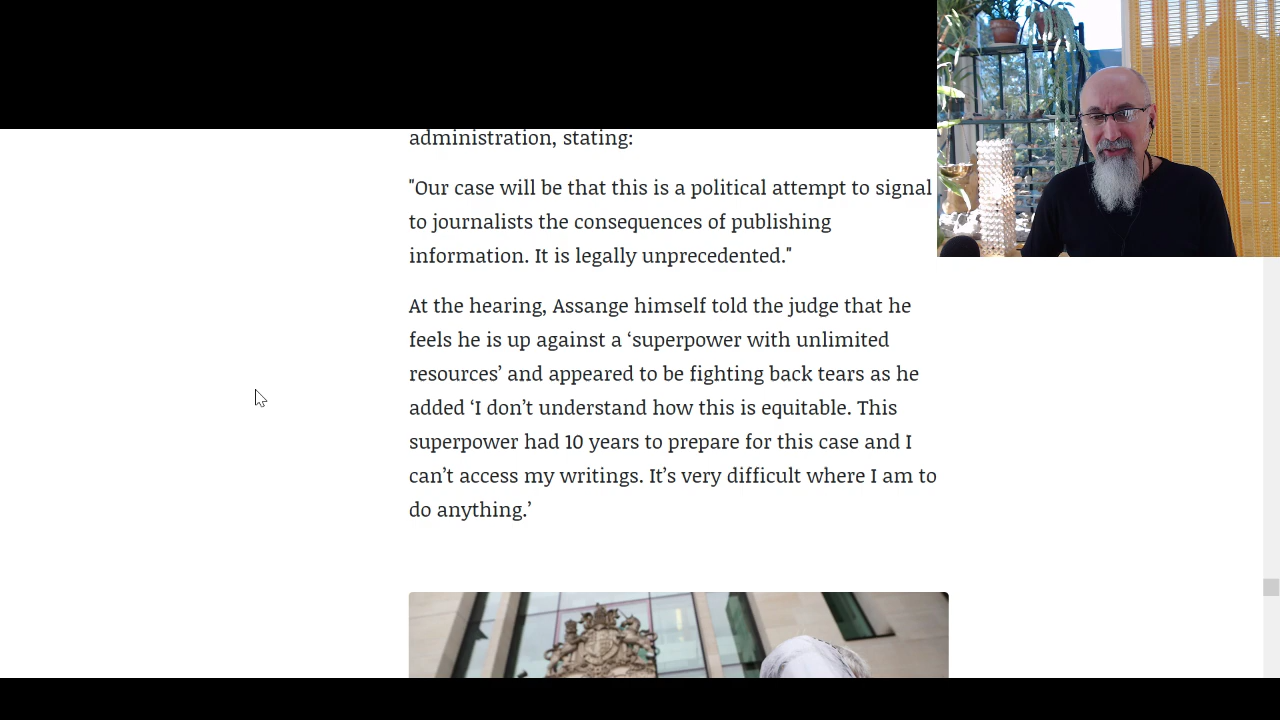 administration, stating:
"Our case will be that this is a political attempt to signal
to journalists the consequences of publishing
information. It is legally unprecedented."
At the hearing, Assange himself told the judge that he
feels he is up against a ‘superpower with unlimited
resources’ and appeared to be fighting back tears as he
added ‘I don’t understand how this is equitable. This
superpower had 10 years to prepare for this case and I
can’t access my writings. It’s very difficult where I am to
do anything.’